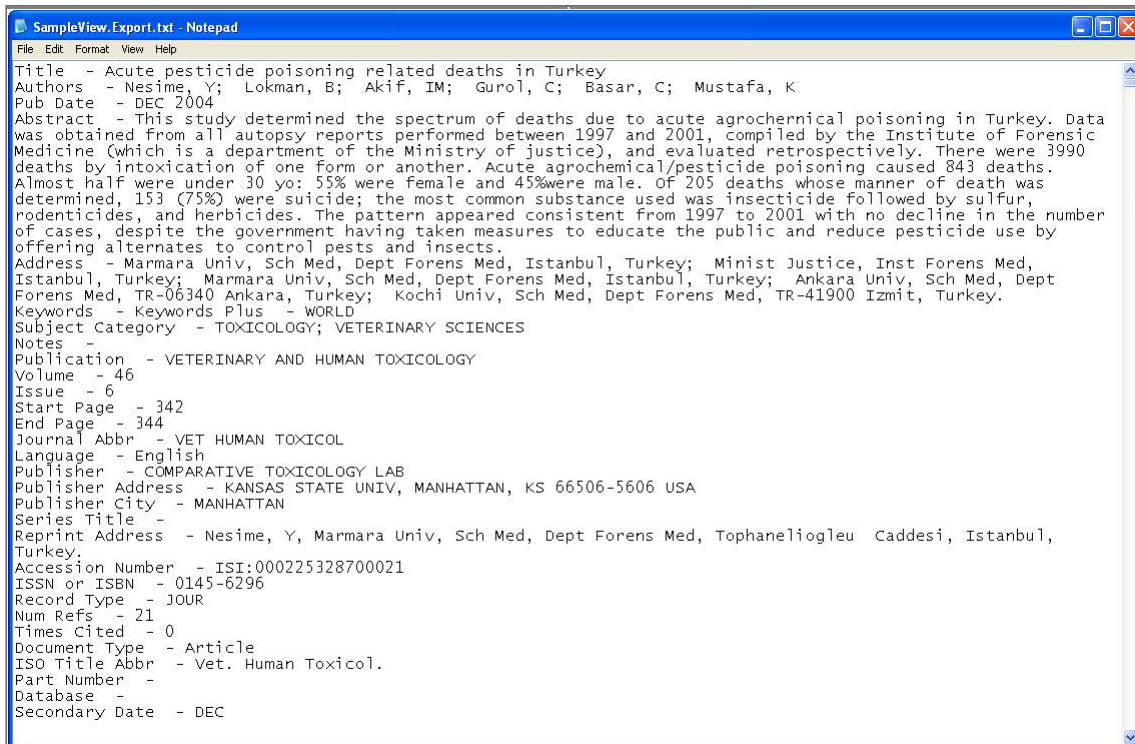 SampleView.Export.txt - Notepad
File Edit Format View Help
Title - Acute pesticide poisoning related deaths in Turkey
Authors - Nesime, Y; Lokman, B; Akif, IM; Gurol, C; Basar, C; Mustafa, K
Pub Date - DEC 2004
Abstract - This study determined the spectrum of deaths due to acute agrochernical poisoning in Turkey. Data
was obtained from all autopsy reports performed between 1997 and 2001, compiled by the Institute of Forensic
Medicine (which is a department of the Ministry of justice), and evaluated retrospectively. There were 3990
deaths by intoxication of one form or another. Acute agrochemical/pesticide poisoning caused 843 deaths.
Almost half were under 30 yo: 55% were female and 45%were male. Of 205 deaths whose manner of death was
determined, 153 (75%) were suicide; the most common substance used was insecticide followed by sulfur,
rodenticides, and herbicides. The pattern appeared consistent from 1997 to 2001 with no decline in the number
of cases, despite the government having taken measures to educate the public and reduce pesticide use by
offering alternates to control pests and insects.
Address - Marmara Univ, Sch Med, Dept Forens Med, Istanbul, Turkey; Minist Justice, Inst Forens Med,
Istanbul, Turkey; Marmara Univ, Sch Med, Dept Forens Med, Istanbul, Turkey; Ankara Univ, Sch Med, Dept
Forens Med, TR-06340 Ankara, Turkey; Kochi Univ, Sch Med, Dept Forens Med, TR-41900 Izmit, Turkey.
Keywords - Keywords Plus - WORLD
Subject Category - TOXICOLOGY; VETERINARY SCIENCES
Notes -
Publication - VETERINARY AND HUMAN TOXICOLOGY
Volume - 46
Issue - 6
Start Page - 342
End Page - 344
Journal Abbr - VET HUMAN TOXICOL
Language - English
Publisher - COMPARATIVE TOXICOLOGY LAB
Publisher Address - KANSAS STATE UNIV, MANHATTAN, KS 66506-5606 USA
Publisher City - MANHATTAN
Series Title -
Reprint Address - Nesime, Y, Marmara Univ, Sch Med, Dept Forens Med, Tophaneliogleu Caddesi, Istanbul,
Turkey.
Accession Number - ISI:000225328700021
ISSN or ISBN - 0145-6296
Record Type - JOUR
Num Refs - 21
Times Cited - 0
Document Type - Article
ISO Title Abbr - Vet. Human Toxicol.
Part Number -
Database -
Secondary Date - DEC